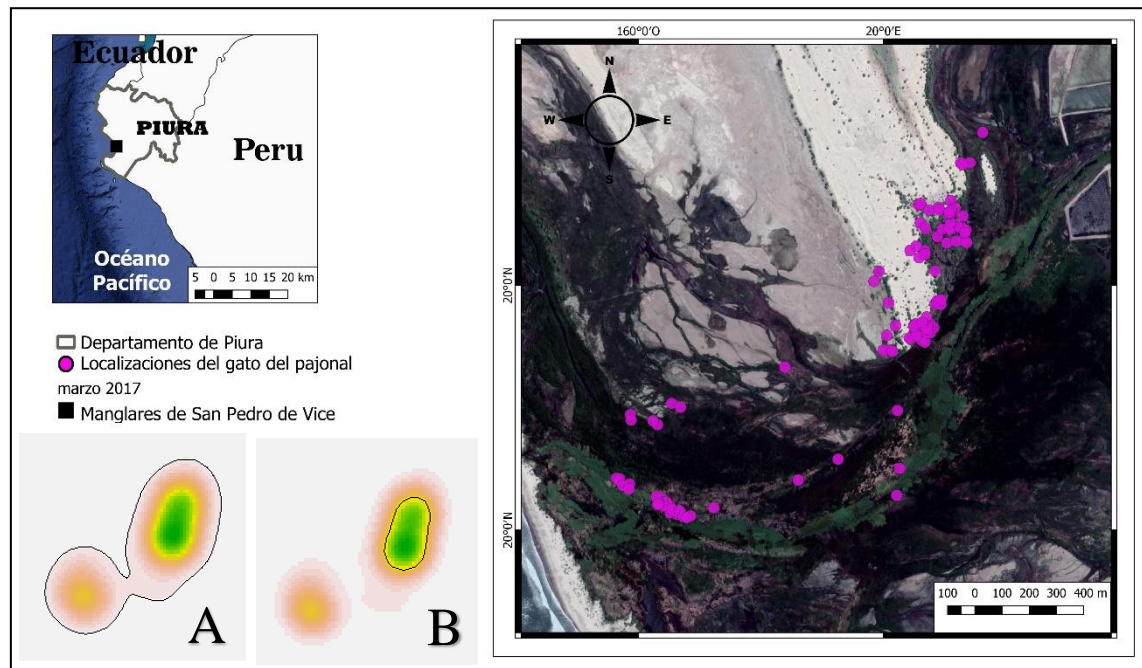 Ecuador
PIURA
Peru
Océano
Pacífico
5 0 5 10 15 20 km
Departamento de Piura
Localizaciones del gato del pajonal
marzo 2017
Manglares de San Pedro de Vice
A
B
160°0'O 20°0'E
N
W E
S
20°0'N
20°0'N
100 0 100 200 300 400 m